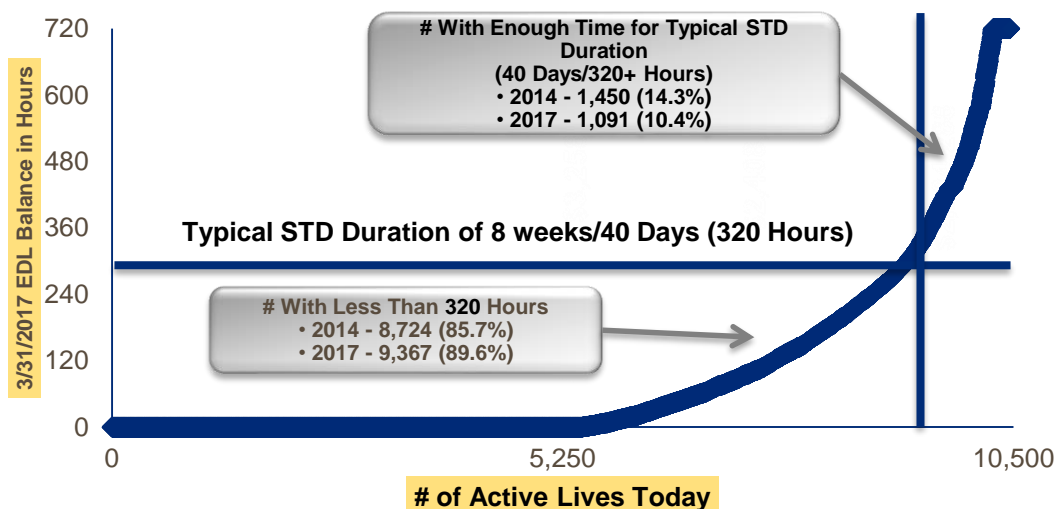 # With Enough Time for Typical STD
Duration
(40 Days/320+ Hours)
• 2014 - 1,450 (14.3%)
• 2017 - 1,091 (10.4%)
3/31/2017 EDL Balance in Hours
720
600
480
360
240
120
0
Typical STD Duration of 8 weeks/40 Days (320 Hours)
# With Less Than 320 Hours
• 2014 - 8,724 (85.7%)
• 2017 - 9,367 (89.6%)
0
5,250
10,500
# of Active Lives Today